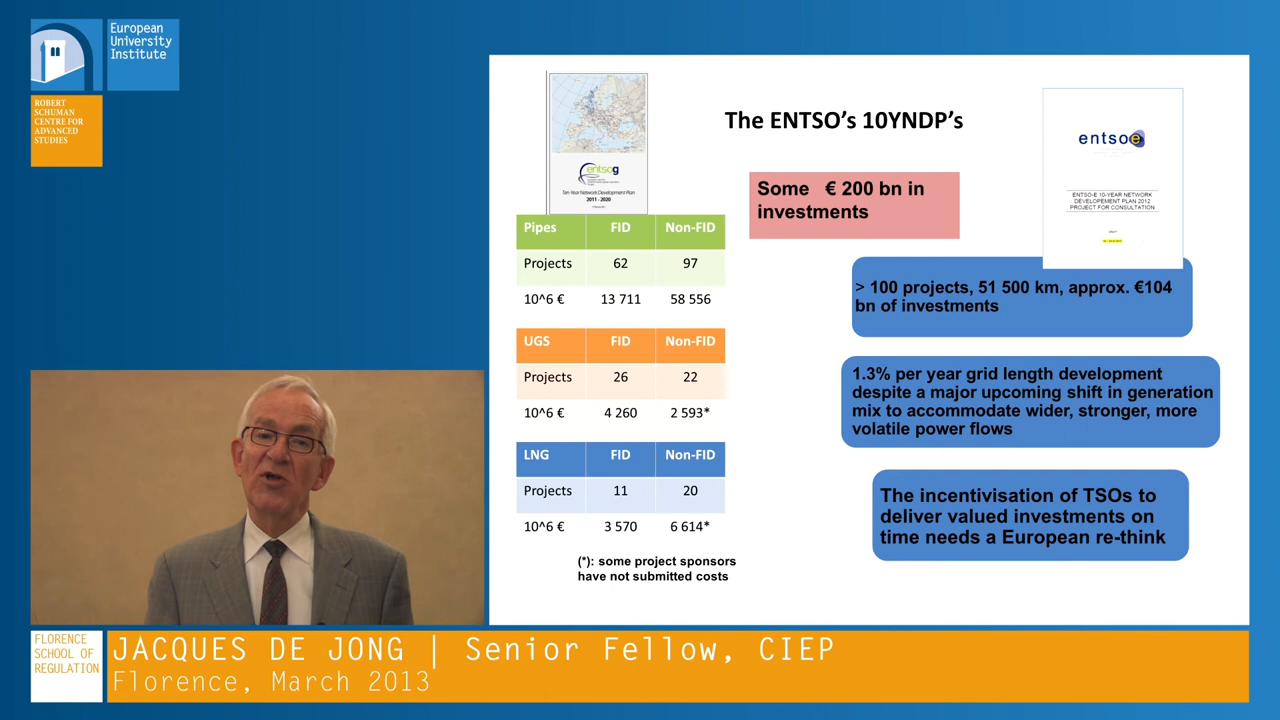 European
University
Institute
ROBERT
SCHUMAN
CENTRE FOR
ADVANCED
STUDIES
The ENTSO's 10YNDP's
entsog
Ten-Year Network Development Plan
2011 - 2020
entsoe
ENTSO-E 10-YEAR NETWORK
DEVELOPEMENT PLAN 2012
PROJECT FOR CONSULTATION
Some € 200 bn in
investments
Pipes FID Non-FID
Projects 62 97
10^6 € 13 711 58 556
UGS FID Non-FID
Projects 26 22
10^6 € 4 260 2 593*
LNG FID Non-FID
Projects 11 20
10^6 € 3 570 6 614*
(*): some project sponsors
have not submitted costs
> 100 projects, 51 500 km, approx. €104
bn of investments
1.3% per year grid length development
despite a major upcoming shift in generation
mix to accommodate wider, stronger, more
volatile power flows
The incentivisation of TSOs to
deliver valued investments on
time needs a European re-think
FLORENCE
SCHOOL OF
REGULATION
JACQUES DE JONG | Senior Fellow, CIEP
Florence, March 2013